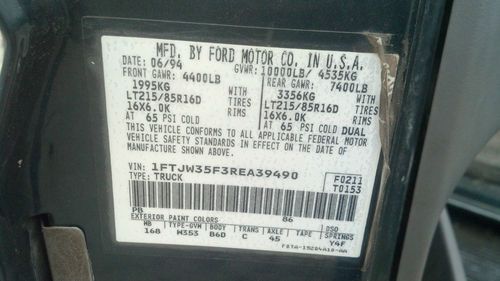 MFD. BY FORD MOTOR CO. IN U.S.A.
DATE: 06/94 GVWR: 10000LB/ 4535KG
FRONT GAWR: 4400LB REAR GAWR: 7400LB
1995KG WITH 3356KG WITH
LT215/85R16D TIRES LT215/85R16D TIRES
16X6.0K RIMS 16X6.0K RIMS
AT 65 PSI COLD AT 65 PSI COLD DUAL
THIS VEHICLE CONFORMS TO ALL APPLICABLE FEDERAL MOTOR
VEHICLE SAFETY STANDARDS IN EFFECT ON THE DATE OF
MANUFACTURE SHOWN ABOVE.
VIN: 1FTJW35F3REA39490 F0211
TYPE: TRUCK T0153
PB 86
EXTERIOR PAINT COLORS DSO
WB TYPE-GVW BODY TRANS AXLE TAPE SPRINGS
168 W353 B6D C 45 Y4F